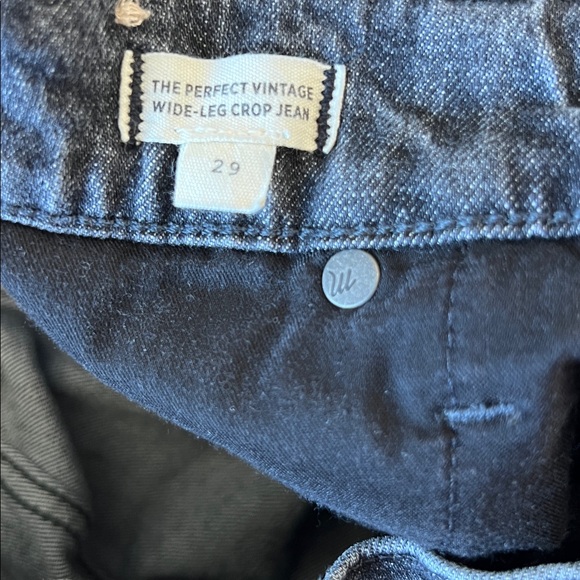 THE PERFECT VINTAGE
WIDE-LEG CROP JEAN
29